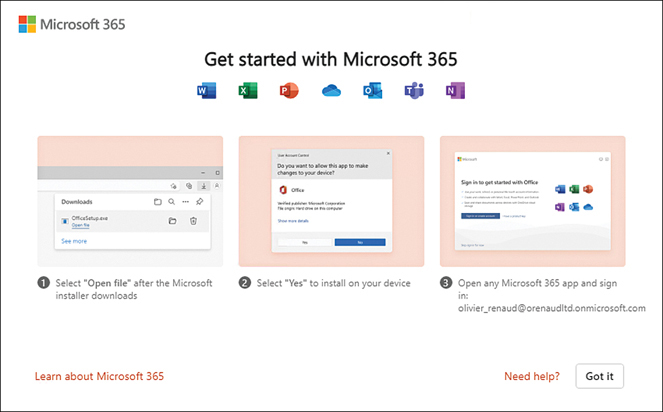 Microsoft 365
Get started with Microsoft 365
Downloads
OfficeSetup.exe
Open file
See more
User Account Control
Do you want to allow this app to make
changes to your device?
Office
Verified publisher: Microsoft Corporation
File origin: Hard drive on this computer
Show more details
Yes
Microsoft
Sign in to get started with Office
1 Select "Open file" after the Microsoft
installer downloads
2 Select "Yes" to install on your device
3 Open any Microsoft 365 app and sign
in:
olivier_renaud@orenaudltd.onmicrosoft.com
Learn about Microsoft 365
Need help?
Got it